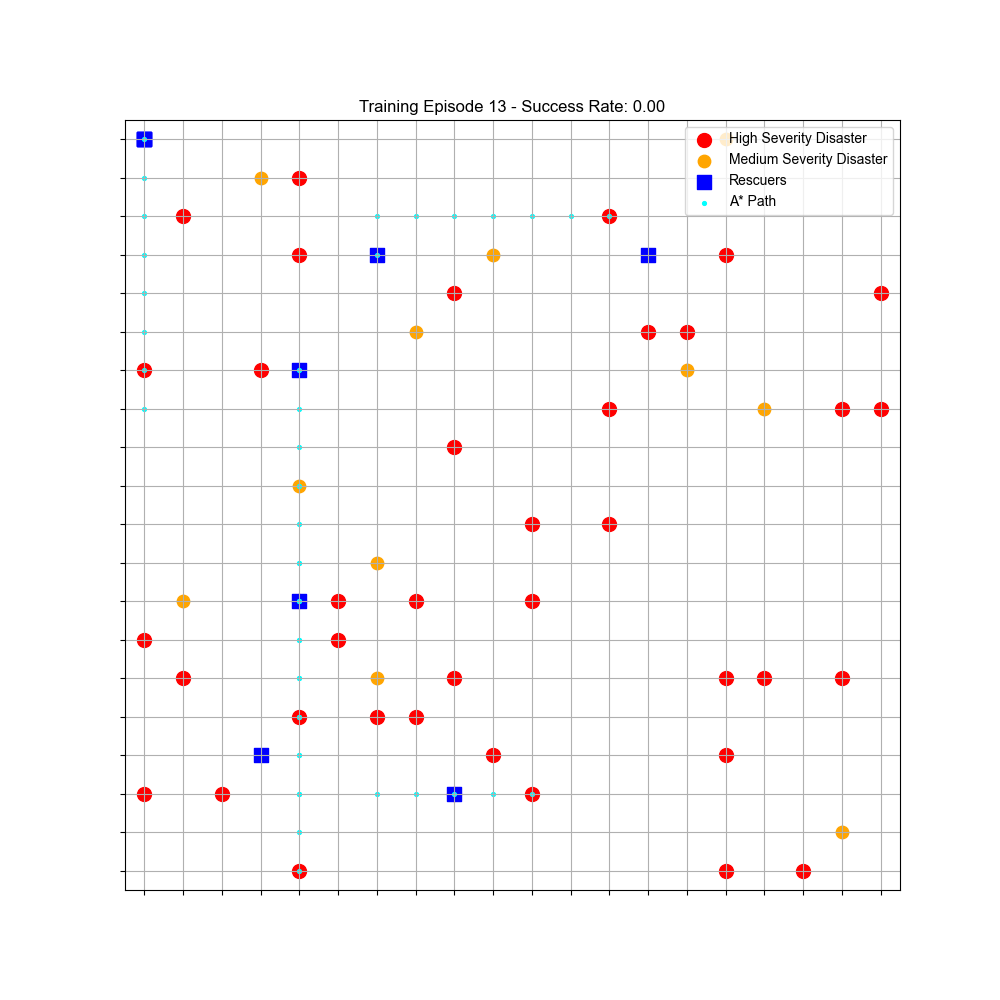 Training Episode 13 - Success Rate: 0.00
High Severity Disaster
Medium Severity Disaster
Rescuers
A* Path